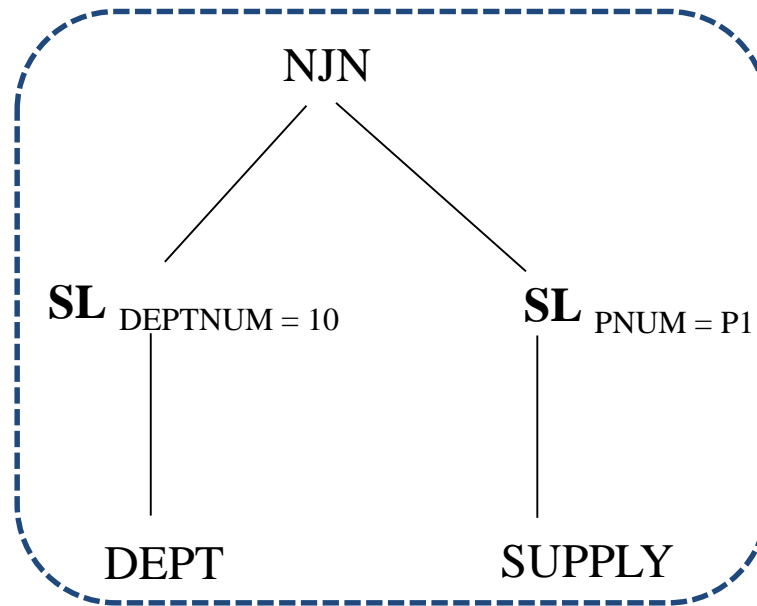 NJN
SL DEPTNUM = 10
SL PNUM = P1
DEPT
SUPPLY